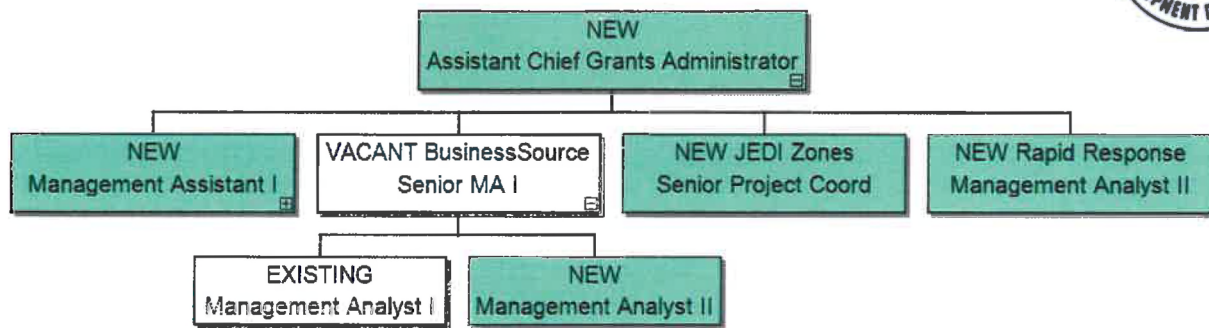 NEW
Assistant Chief Grants Administrator
NEW
Management Assistant I
VACANT BusinessSource
Senior MA I
NEW JEDI Zones
Senior Project Coord
NEW Rapid Response
Management Analyst II
EXISTING
Management Analyst I
NEW
Management Analyst II